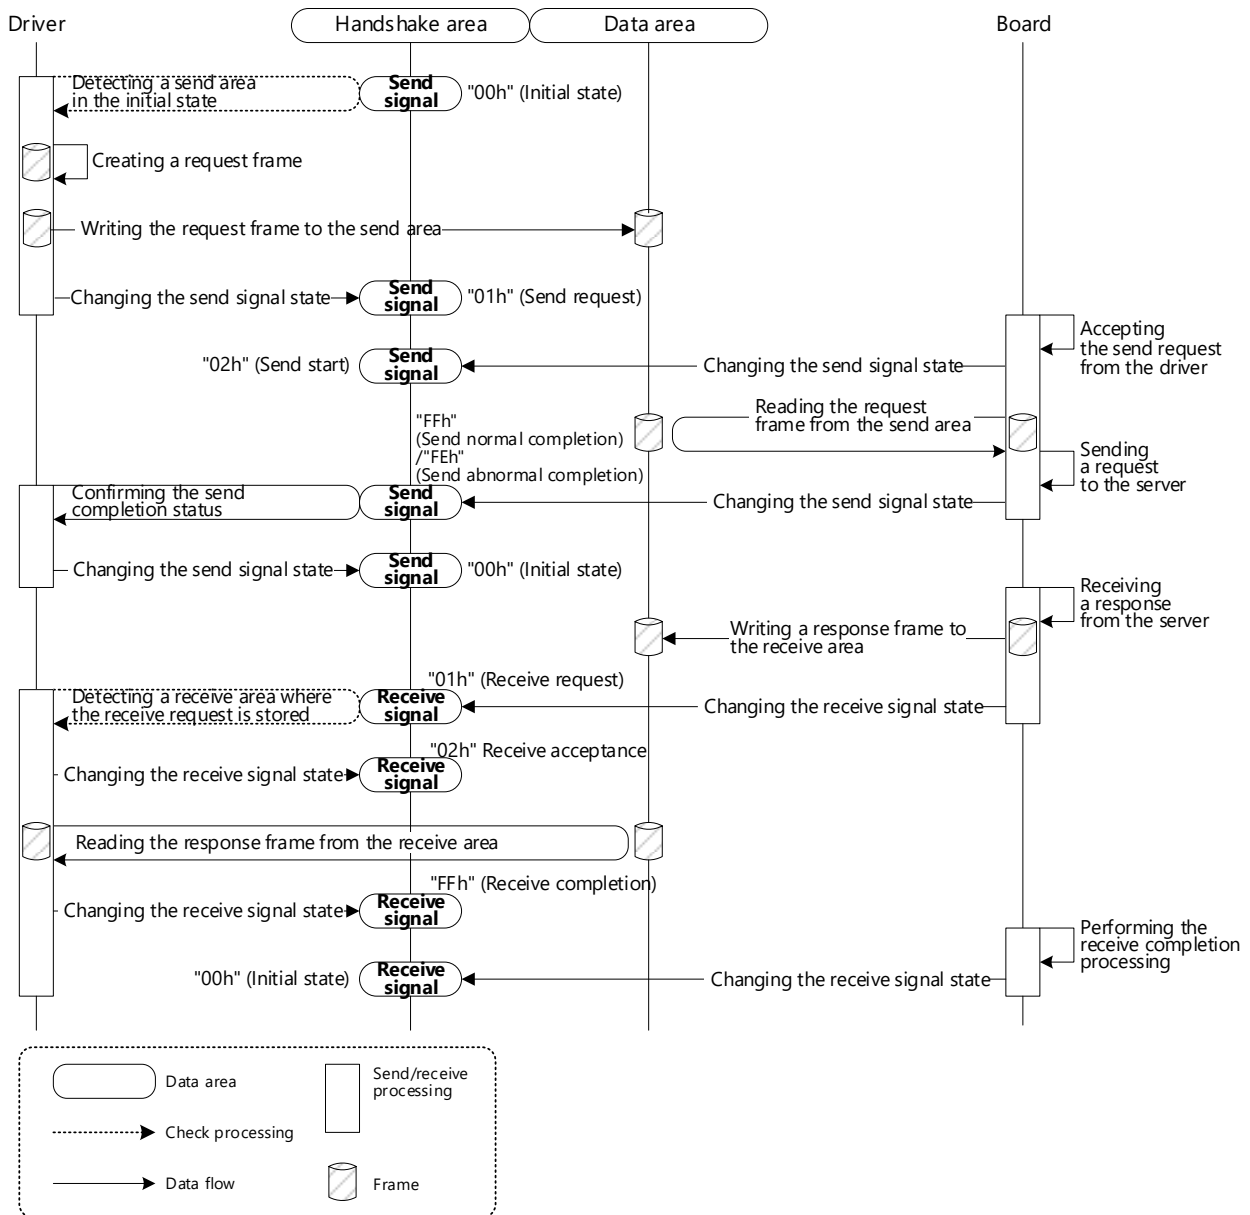 Driver
Handshake area
Data area
Board
Detecting a send area
in the initial state
Send
signal
"00h" (Initial state)
Creating a request frame
Writing the request frame to the send area
Changing the send signal state
Send
signal
"01h" (Send request)
Accepting
the send request
from the driver
"02h" (Send start)
Send
signal
Changing the send signal state
Reading the request
frame from the send area
"FFh"
(Send normal completion)
/"FEh"
(Send abnormal completion)
Sending
a request
to the server
Confirming the send
completion status
Send
signal
Changing the send signal state
Changing the send signal state
Send
signal
"00h" (Initial state)
Receiving
a response
from the server
Writing a response frame to
the receive area
"01h" (Receive request)
Detecting a receive area where
the receive request is stored
Receive
signal
Changing the receive signal state
"02h" Receive acceptance
Changing the receive signal state
Receive
signal
Reading the response frame from the receive area
"FFh" (Receive completion)
Changing the receive signal state
Receive
signal
Performing the
receive completion
processing
"00h" (Initial state)
Receive
signal
Changing the receive signal state
Data area
Send/receive
processing
Check processing
Data flow
Frame